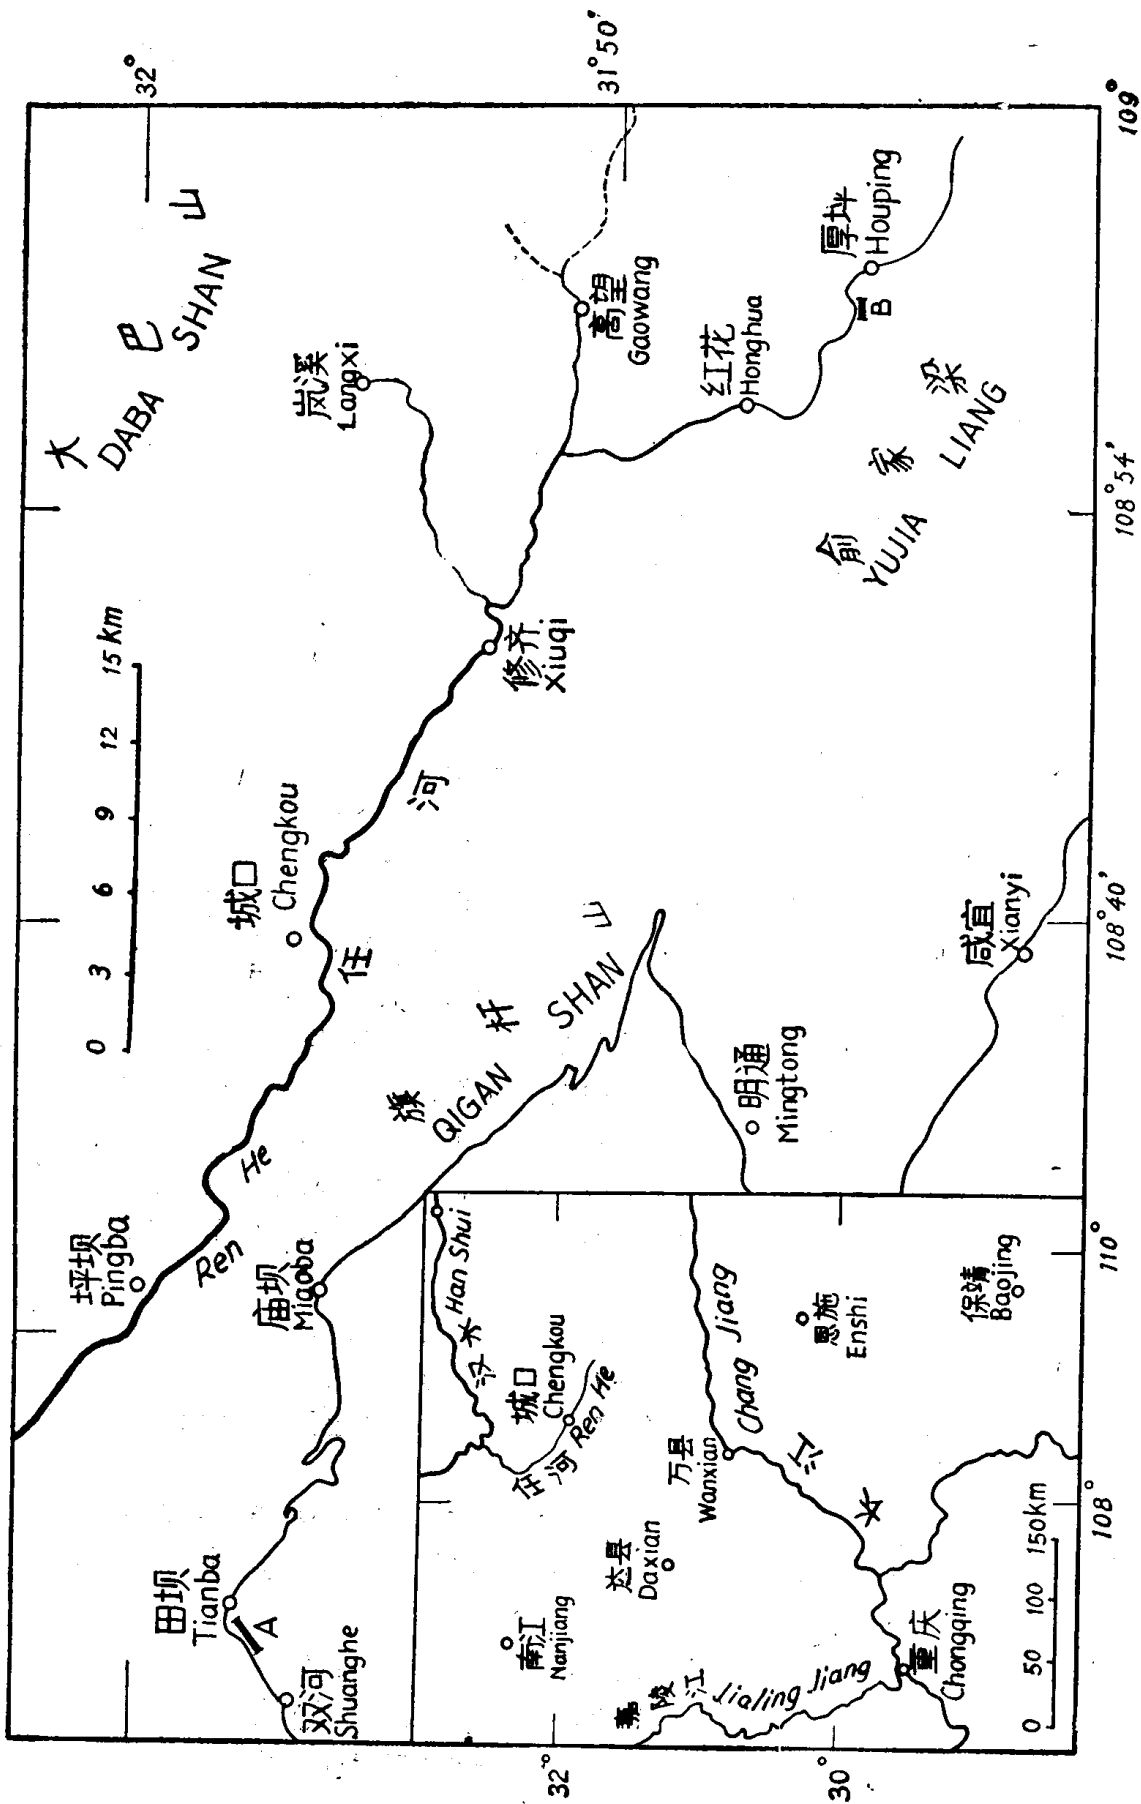 32°
31°50′
109°
108°54′
108°40′
大 巴 山
DABA SHAN
0 3 6 9 12 15 km
岚溪
Langxi
高望
Gaowang
厚坪
Houping
B
红花
Honghua
俞 家 梁
YUJIA LIANG
修齐
Xiuqi
城口
Chengkou
任 河
Ren He
旗 杆 山
QIGAN SHAN
坪坝
Pingba
庙坝
Miaoba
明通
Mingtong
咸宜
Xianyi
田坝
Tianba
A
双河
Shuanghe
汉水
Han Shui
城口
Chengkou
任河
Ren He
南江
Nanjiang
达县
Daxian
万县
Wanxian
长 江
Chang Jiang
恩施
Enshi
保靖
Baojing
嘉陵江
Jialing Jiang
重庆
Chongqing
0 50 100 150km
32°
30°
108°
110°